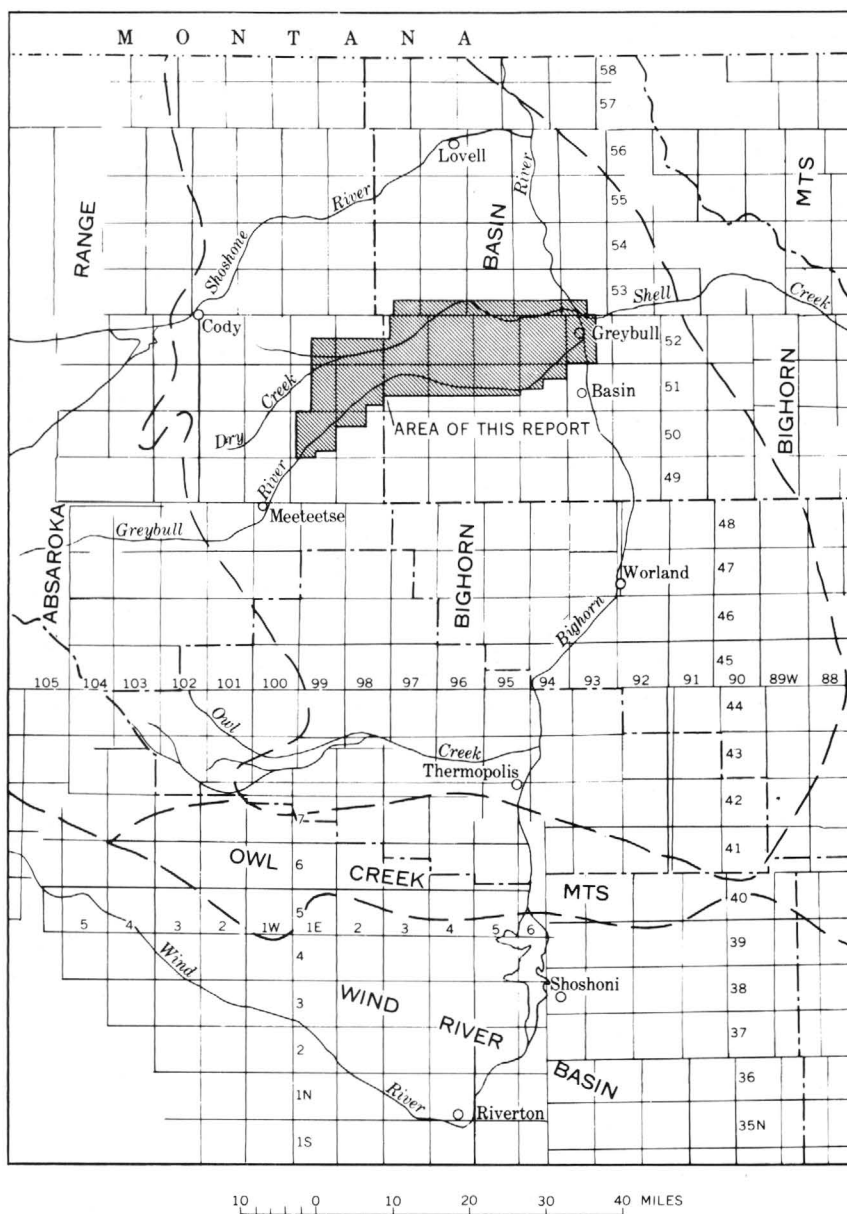 M O N T A N A
58
57
56
Lovell
River
MTS
55
RANGE
River
BASIN
54
Shoshone
53
Shell
Creek
Cody
Greybull
52
Creek
51
Basin
BIGHORN
AREA OF THIS REPORT
Dry
50
River
49
Meeteetse
Greybull
48
ABSAROKA
BIGHORN
47
Worland
Bighorn
46
45
105 104 103 102 101 100 99 98 97 96 95 94 93 92 91 90 89W 88
44
Owl
Creek
43
Thermopolis
42
7
41
OWL
6
CREEK
MTS
40
5
5 4 3 2 1W 1E 2 3 4 5 6
39
4
Wind
Shoshoni
38
3
WIND
RIVER
37
2
BASIN
36
1N
River
Riverton
35N
1S
10 0 10 20 30 40 MILES